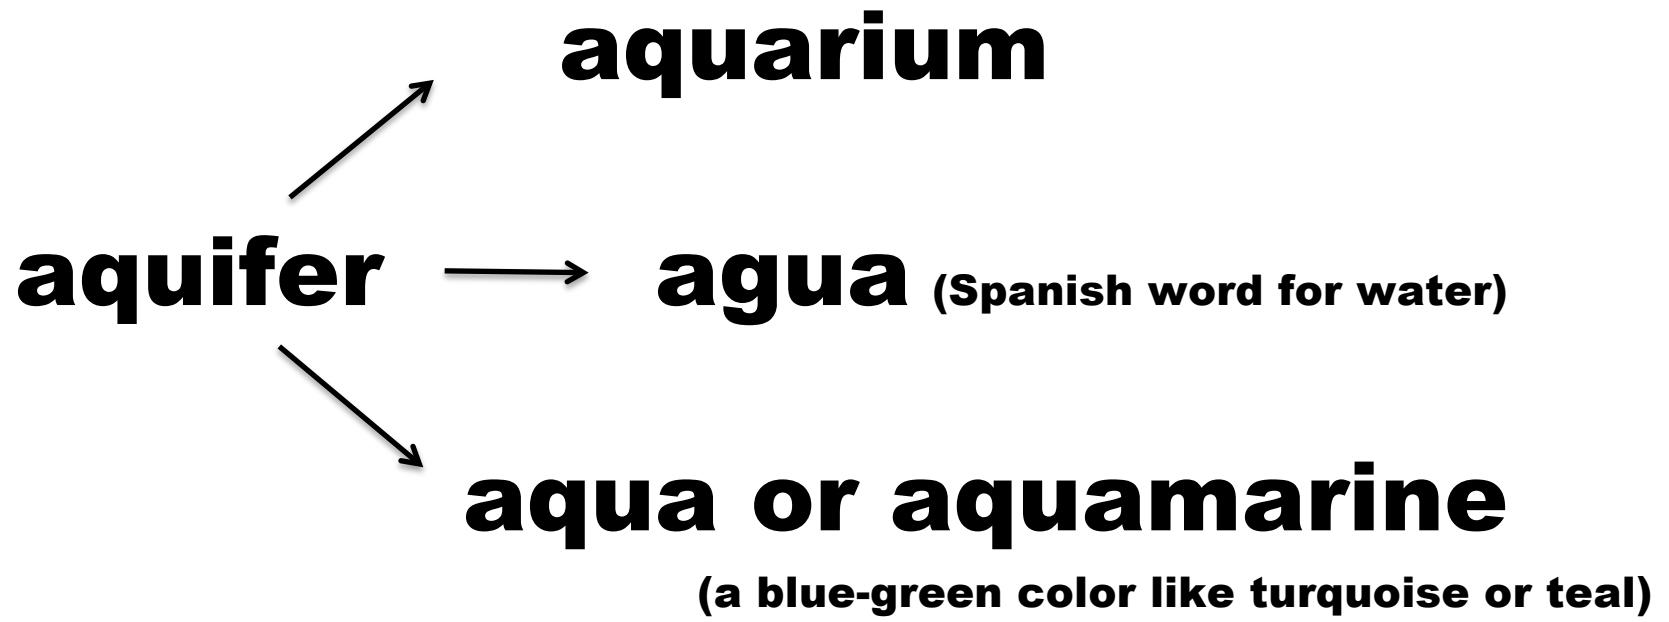 aquarium
aquifer
agua (Spanish word for water)
aqua or aquamarine
(a blue-green color like turquoise or teal)